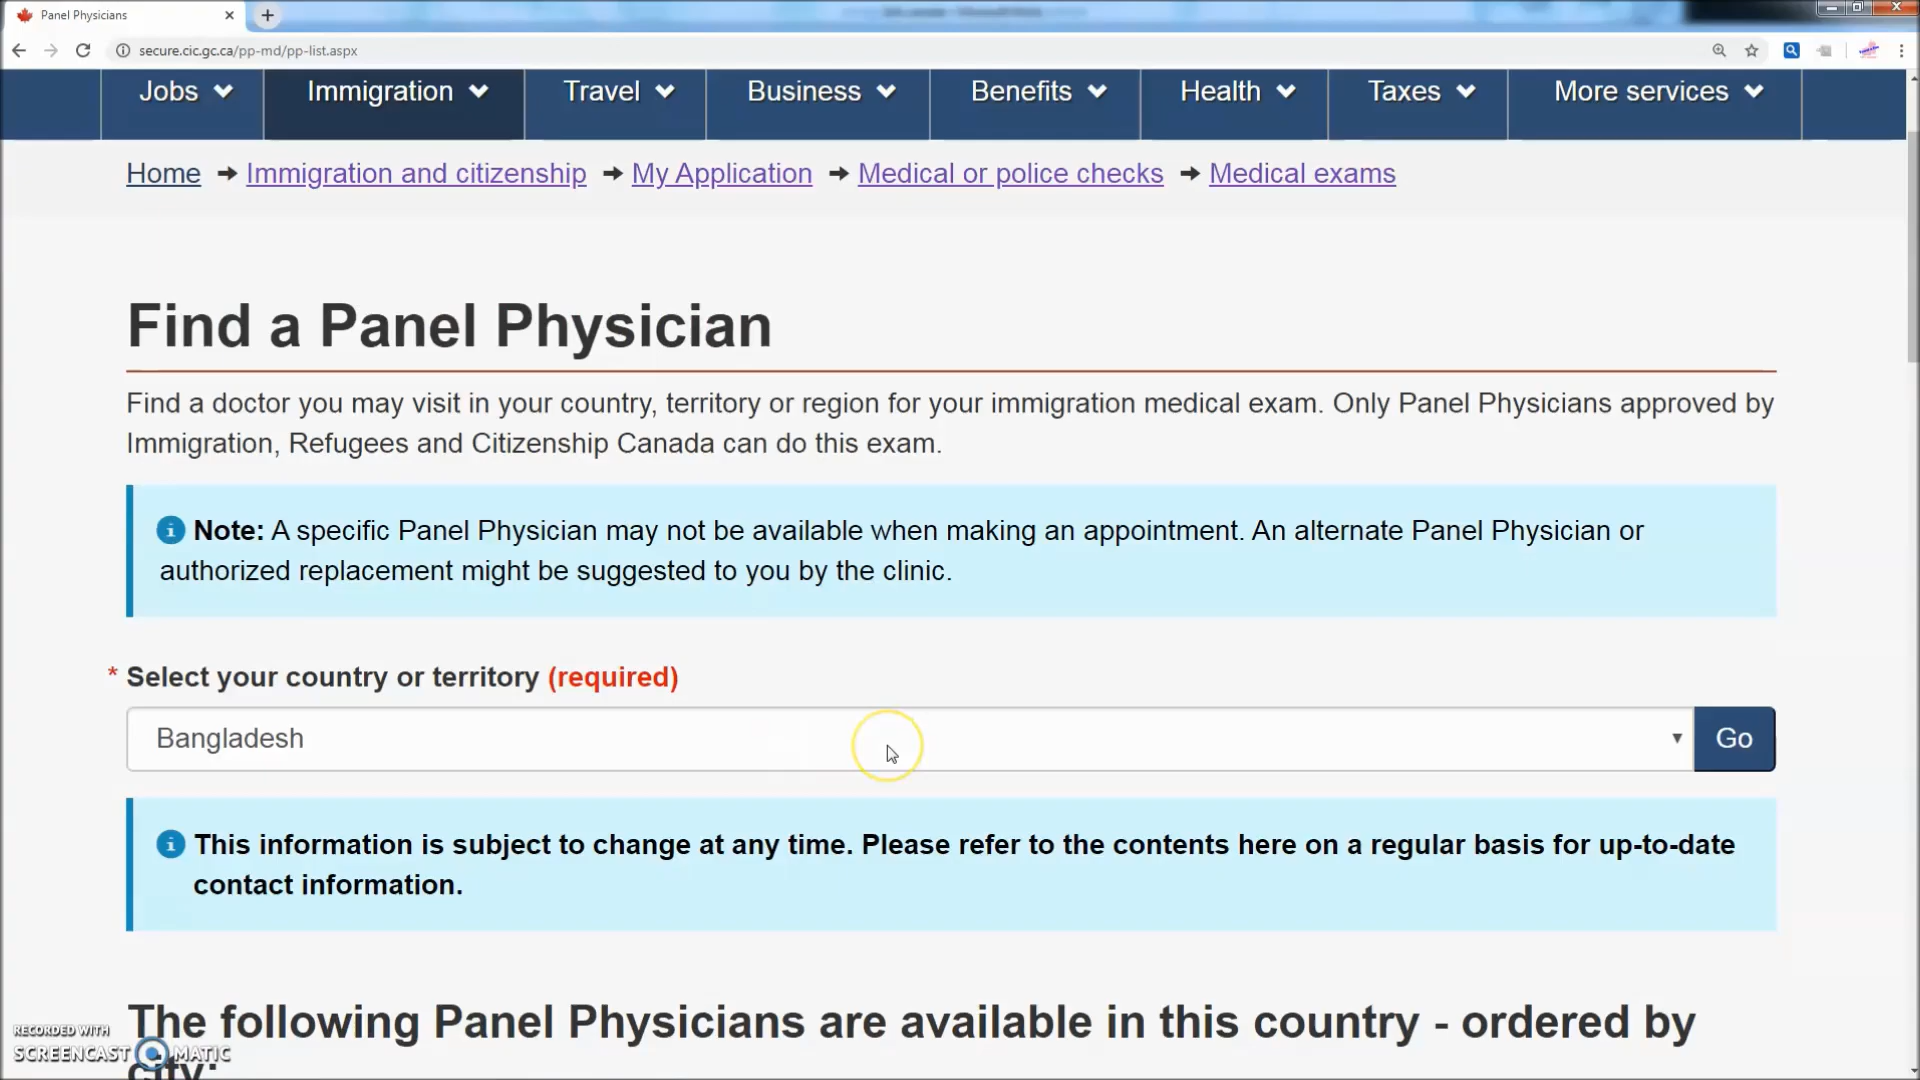 Panel Physicians
secure.cic.gc.ca/pp-md/pp-list.aspx
Jobs Immigration Travel Business Benefits Health Taxes More services
Home → Immigration and citizenship → My Application → Medical or police checks → Medical exams
Find a Panel Physician
Find a doctor you may visit in your country, territory or region for your immigration medical exam. Only Panel Physicians approved by
Immigration, Refugees and Citizenship Canada can do this exam.
Note: A specific Panel Physician may not be available when making an appointment. An alternate Panel Physician or
authorized replacement might be suggested to you by the clinic.
* Select your country or territory (required)
Bangladesh
Go
This information is subject to change at any time. Please refer to the contents here on a regular basis for up-to-date
contact information.
The following Panel Physicians are available in this country - ordered by
city:
RECORDED WITH
SCREENCAST MATIC